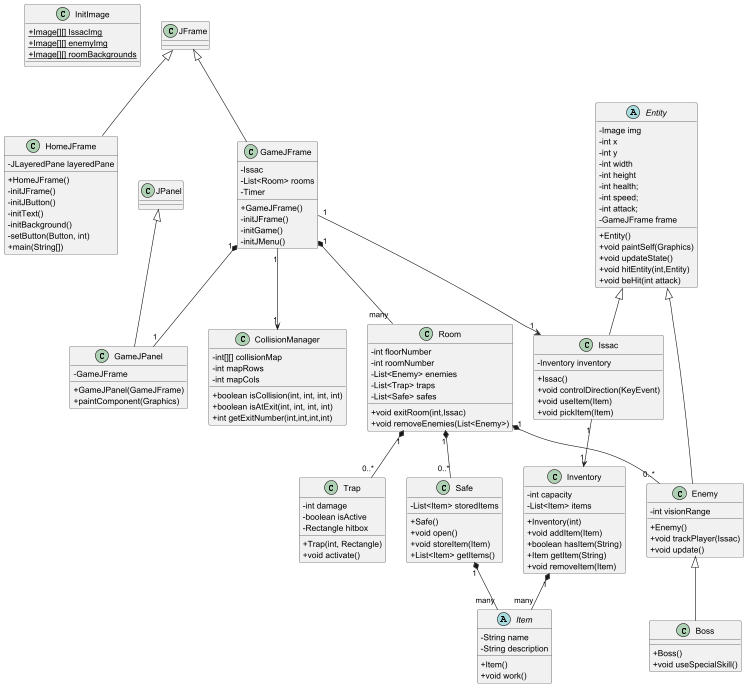 C InitImage
+Image[][] IssacImg
+Image[][] enemyImg
+Image[][] roomBackgrounds
C JFrame
C HomeJFrame
-JLayeredPane layeredPane
+HomeJFrame()
-initJFrame()
-initJButton()
-initText()
-initBackground()
-setButton(Button, int)
+main(String[])
C JPanel
C GameJFrame
-Issac
-List<Room> rooms
-Timer
+GameJFrame()
-initJFrame()
-initGame()
-initJMenu()
A Entity
-Image img
-int x
-int y
-int width
-int height
-int health;
-int speed;
-int attack;
-GameJFrame frame
+Entity()
+void paintSelf(Graphics)
+void updateState()
+void hitEntity(int,Entity)
+void beHit(int attack)
1
1
1
1
1
1
many
1
C GameJPanel
-GameJFrame
+GameJPanel(GameJFrame)
+paintComponent(Graphics)
C CollisionManager
-int[][] collisionMap
-int mapRows
-int mapCols
+boolean isCollision(int, int, int, int)
+boolean isAtExit(int, int, int, int)
+int getExitNumber(int,int,int,int)
C Room
-int floorNumber
-int roomNumber
-List<Enemy> enemies
-List<Trap> traps
-List<Safe> safes
+void exitRoom(int,Issac)
+void removeEnemies(List<Enemy>)
C Issac
-Inventory inventory
+Issac()
+void controlDirection(KeyEvent)
+void useItem(Item)
+void pickItem(Item)
1
1
1
1
0..*
0..*
1
0..*
C Trap
-int damage
-boolean isActive
-Rectangle hitbox
+Trap(int, Rectangle)
+void activate()
C Safe
-List<Item> storedItems
+Safe()
+void open()
+void storeItem(Item)
+List<Item> getItems()
C Inventory
-int capacity
-List<Item> items
+Inventory(int)
+void addItem(Item)
+boolean hasItem(String)
+Item getItem(String)
+void removeItem(Item)
C Enemy
-int visionRange
+Enemy()
+void trackPlayer(Issac)
+void update()
1
1
many
many
A Item
-String name
-String description
+Item()
+void work()
C Boss
+Boss()
+void useSpecialSkill()